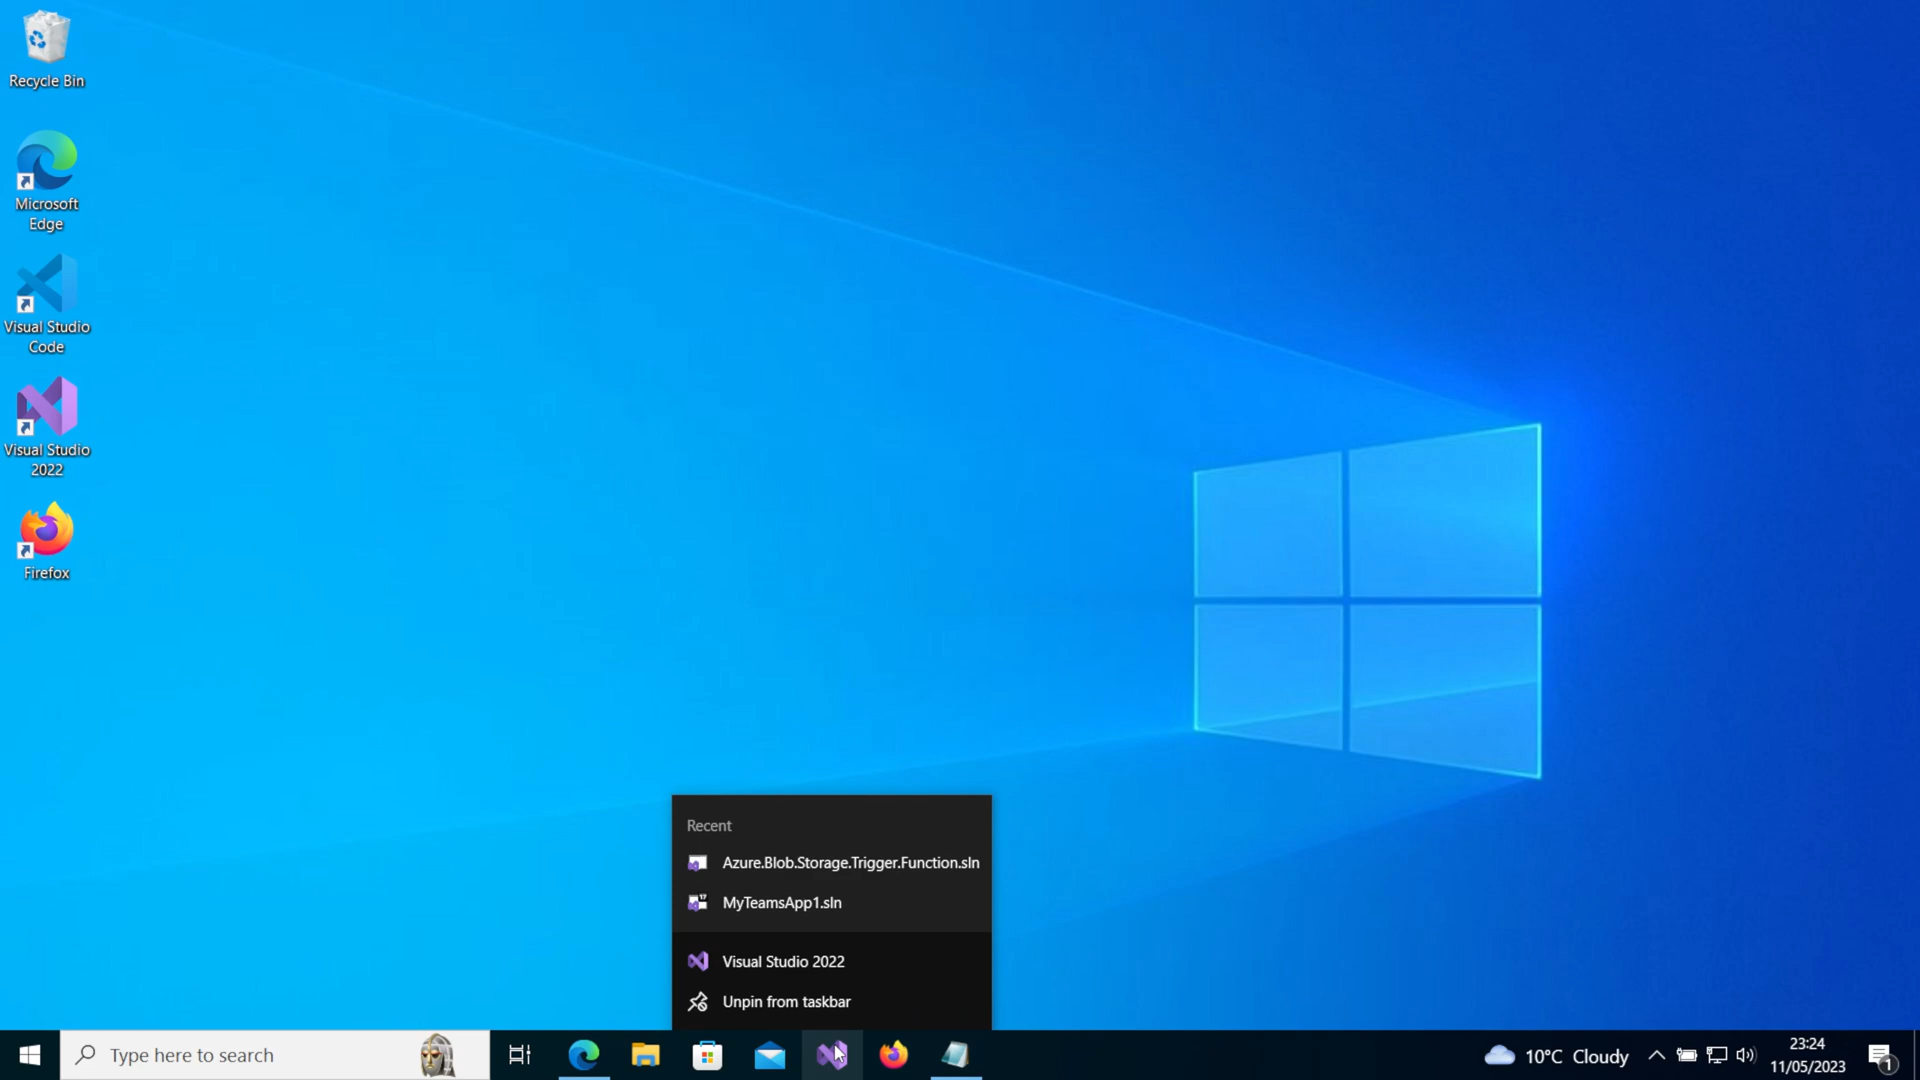 Recycle Bin
Microsoft
Edge
Visual Studio
Code
Visual Studio
2022
Firefox
Recent
Azure.Blob.Storage.Trigger.Function.sln
MyTeamsApp1.sln
Visual Studio 2022
Unpin from taskbar
Type here to search
10°C Cloudy
23:24
11/05/2023
1